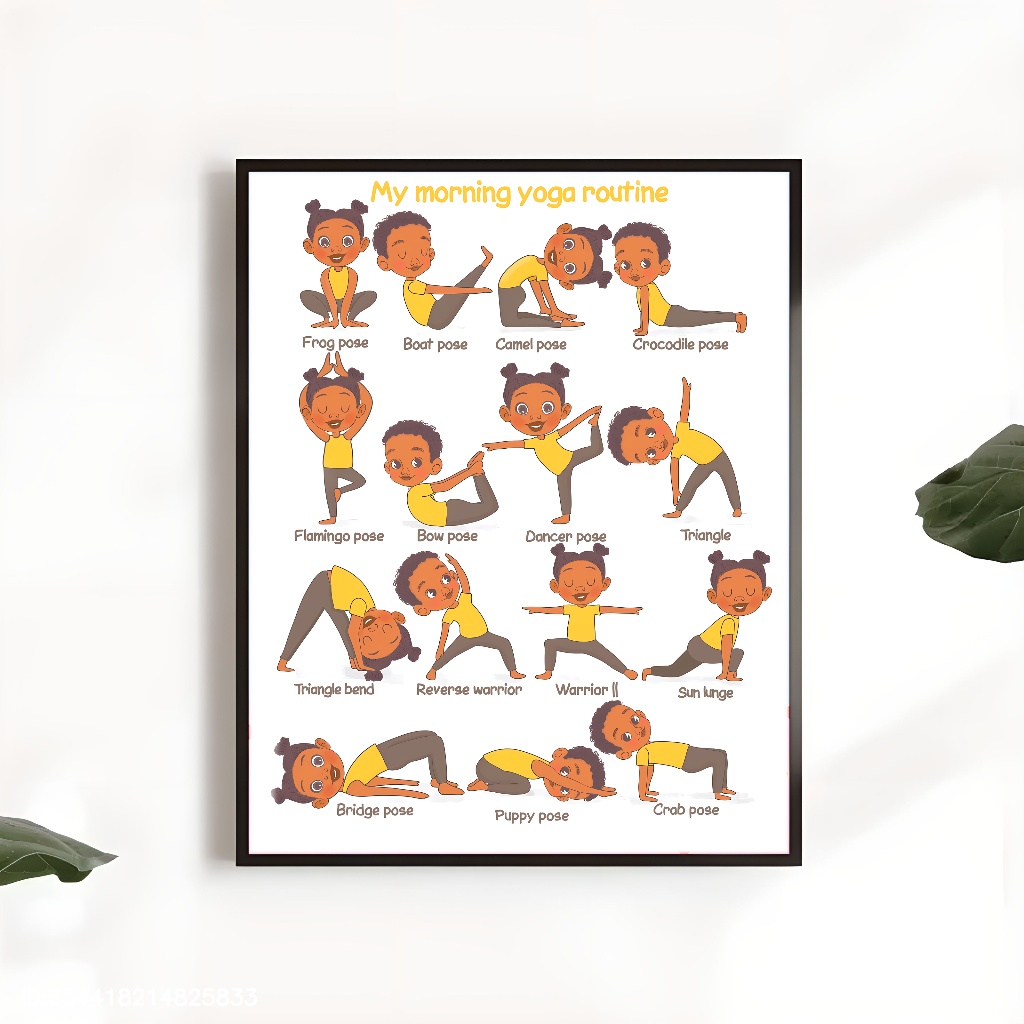 My morning yoga routine
Frog pose
Boat pose
Camel pose
Crocodile pose
Flamingo pose
Bow pose
Dancer pose
Triangle
Triangle bend
Reverse warrior
Warrior II
Sun lunge
Bridge pose
Puppy pose
Crab pose
18214825833